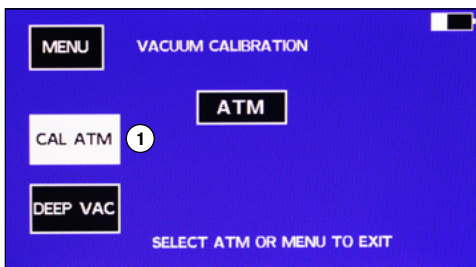 MENU VACUUM CALIBRATION
ATM
CAL ATM 1
DEEP VAC
SELECT ATM OR MENU TO EXIT